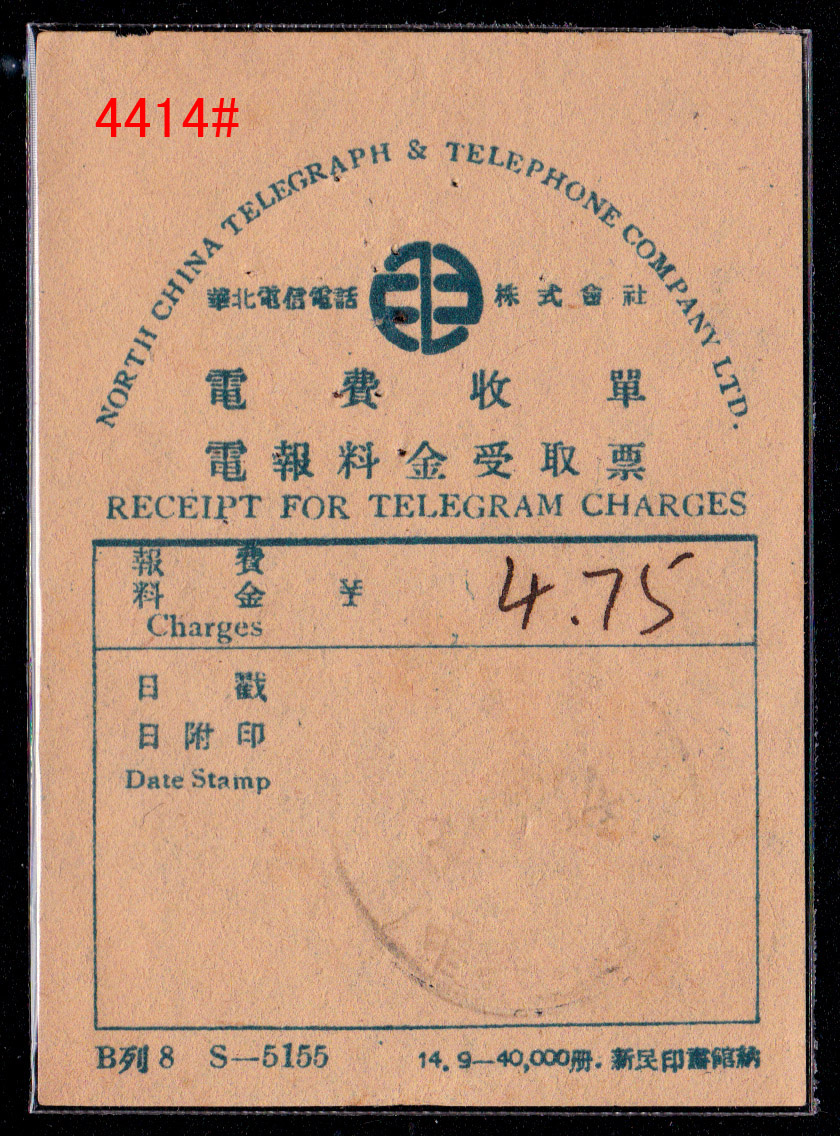 4414#
NORTH CHINA TELEGRAPH & TELEPHONE COMPANY LTD.
華北電信電話 株式會社
電費收單
電報料金受取票
RECEIPT FOR TELEGRAM CHARGES
報費
料金 ¥ 4.75
Charges
日戳
日附印
Date Stamp
B列8 S—5155 14.9—40,000冊.新民印書館納